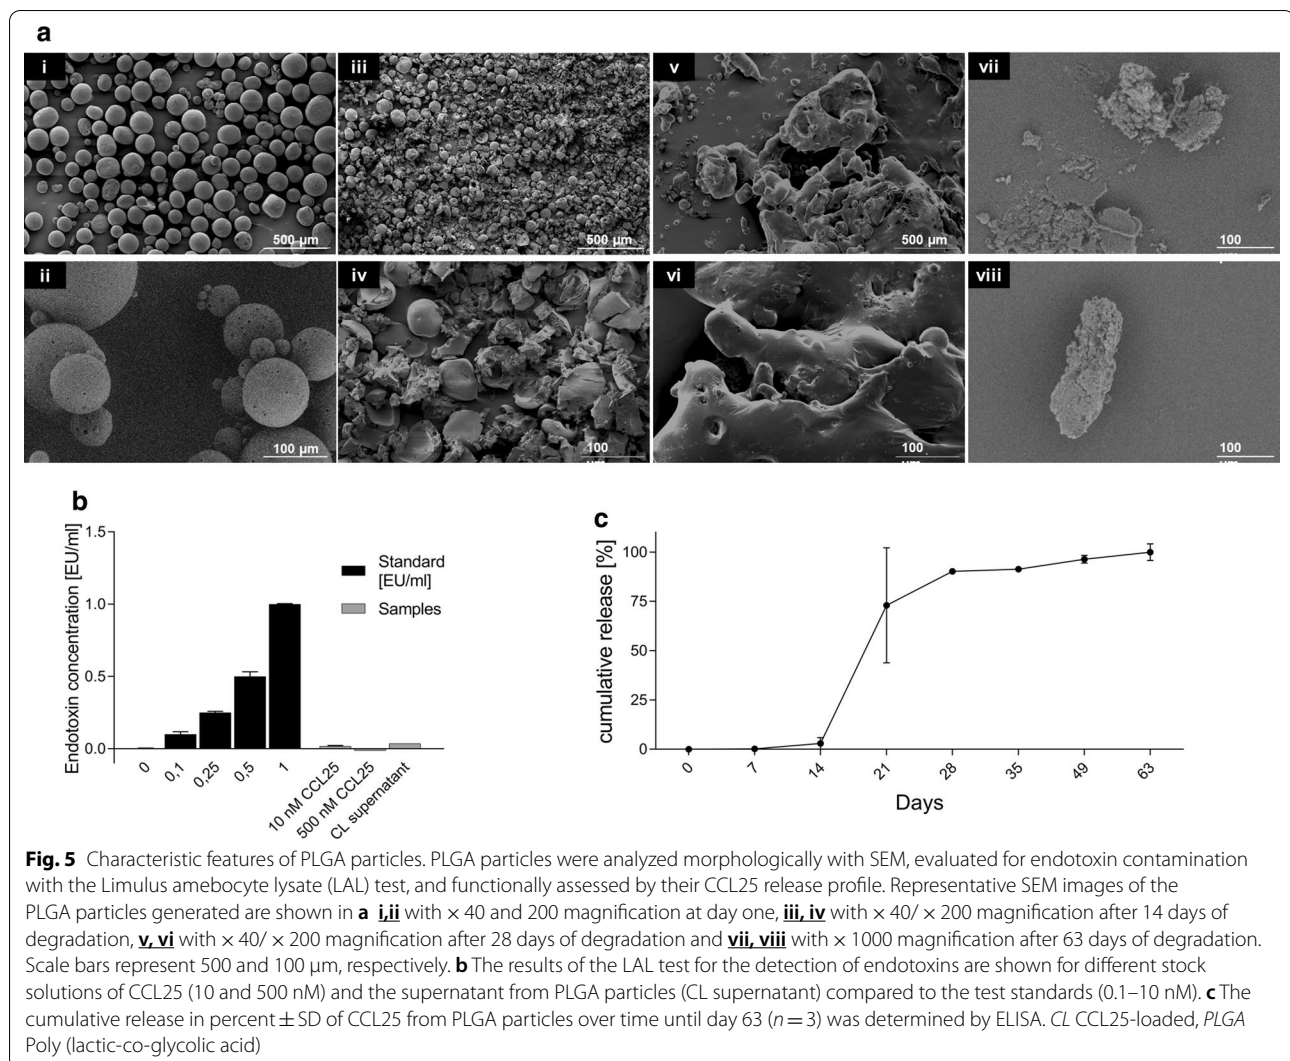 a
i
iii
v
vii
500 µm
500 µm
500 µm
100
µm
ii
iv
vi
viii
100 µm
100
µm
100
100
b
Endotoxin concentration [EU/ml]
1.5
1.0
0.5
0.0
Standard
[EU/ml]
Samples
0
0,1
0,25
0,5
1
10 nM CCL25
500 nM CCL25
CL supernatant
c
cumulative release [%]
100
75
50
25
0
0
7
14
21
28
35
49
63
Days
Fig. 5 Characteristic features of PLGA particles. PLGA particles were analyzed morphologically with SEM, evaluated for endotoxin contamination
with the Limulus amebocyte lysate (LAL) test, and functionally assessed by their CCL25 release profile. Representative SEM images of the
PLGA particles generated are shown in a i,ii with × 40 and 200 magnification at day one, iii, iv with × 40/ × 200 magnification after 14 days of
degradation, v, vi with × 40/ × 200 magnification after 28 days of degradation and vii, viii with × 1000 magnification after 63 days of degradation.
Scale bars represent 500 and 100 µm, respectively. b The results of the LAL test for the detection of endotoxins are shown for different stock
solutions of CCL25 (10 and 500 nM) and the supernatant from PLGA particles (CL supernatant) compared to the test standards (0.1–10 nM). c The
cumulative release in percent ± SD of CCL25 from PLGA particles over time until day 63 (n = 3) was determined by ELISA. CL CCL25-loaded, PLGA
Poly (lactic-co-glycolic acid)